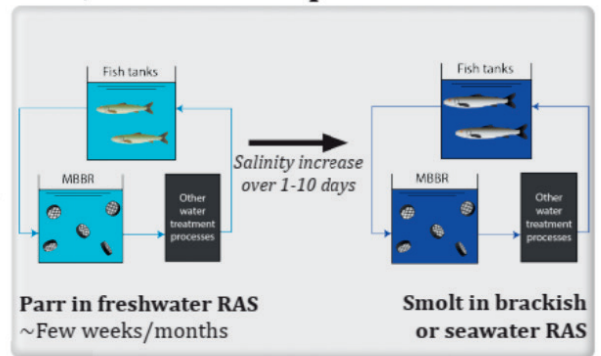 Fish tanks
MBBR
Other
water
treatment
processes
Salinity increase
over 1-10 days
Fish tanks
MBBR
Other
water
treatment
processes
Parr in freshwater RAS
~Few weeks/months
Smolt in brackish
or seawater RAS